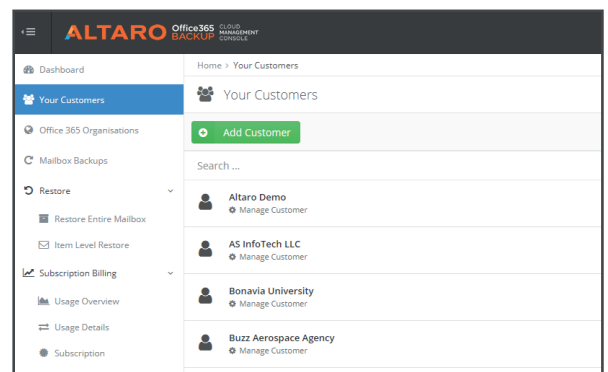 ALTARO Office365 BACKUP CLOUD MANAGEMENT CONSOLE
Dashboard
Your Customers
Office 365 Organisations
Mailbox Backups
Restore
Restore Entire Mailbox
Item Level Restore
Subscription Billing
Usage Overview
Usage Details
Subscription
Home > Your Customers
Your Customers
Add Customer
Search ...
Altaro Demo
Manage Customer
AS InfoTech LLC
Manage Customer
Bonavia University
Manage Customer
Buzz Aerospace Agency
Manage Customer